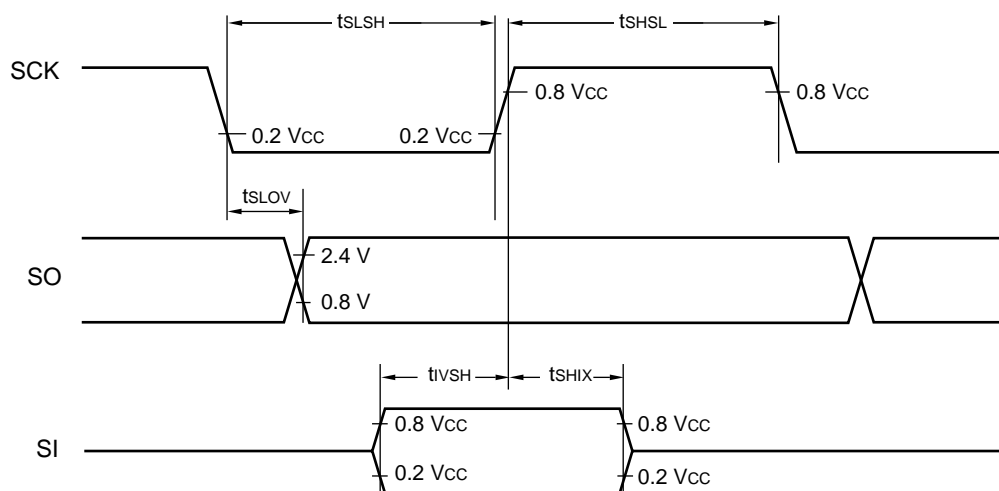 tSLSH tSHSL
SCK
0.8 VCC 0.8 VCC
0.2 VCC 0.2 VCC
tSLOV
2.4 V
SO
0.8 V
tIVSH tSHIX
0.8 VCC 0.8 VCC
SI
0.2 VCC 0.2 VCC